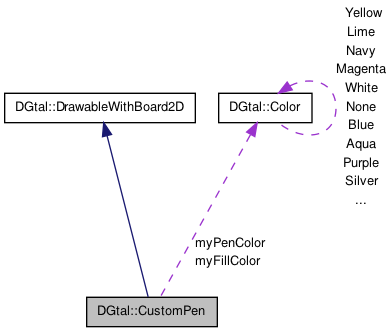 Yellow
Lime
Navy
Magenta
White
None
Blue
Aqua
Purple
Silver
...
DGtal::DrawableWithBoard2D
DGtal::Color
myPenColor
myFillColor
DGtal::CustomPen